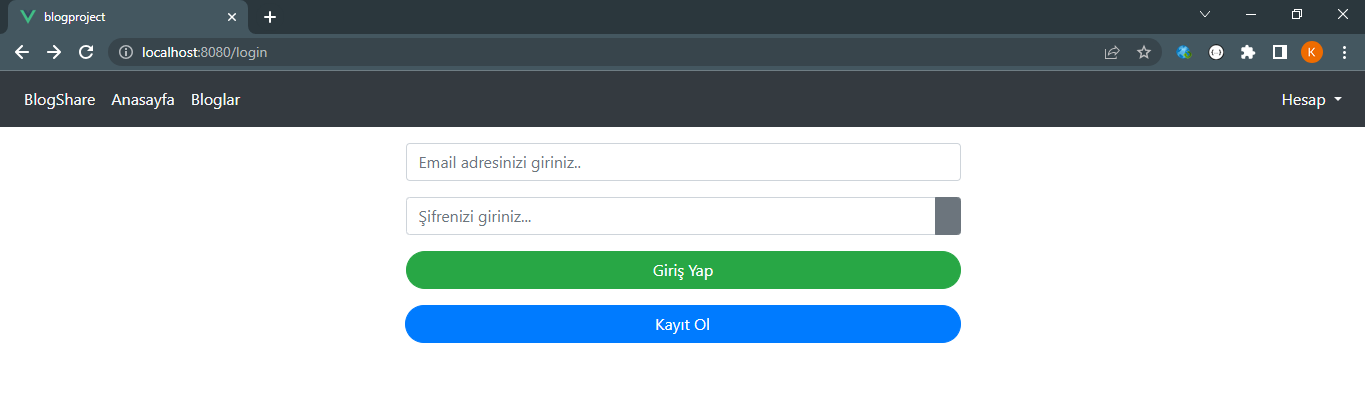 blogproject
localhost:8080/login
K
BlogShare Anasayfa Bloglar Hesap
Email adresinizi giriniz..
Şifrenizi giriniz...
Giriş Yap
Kayıt Ol